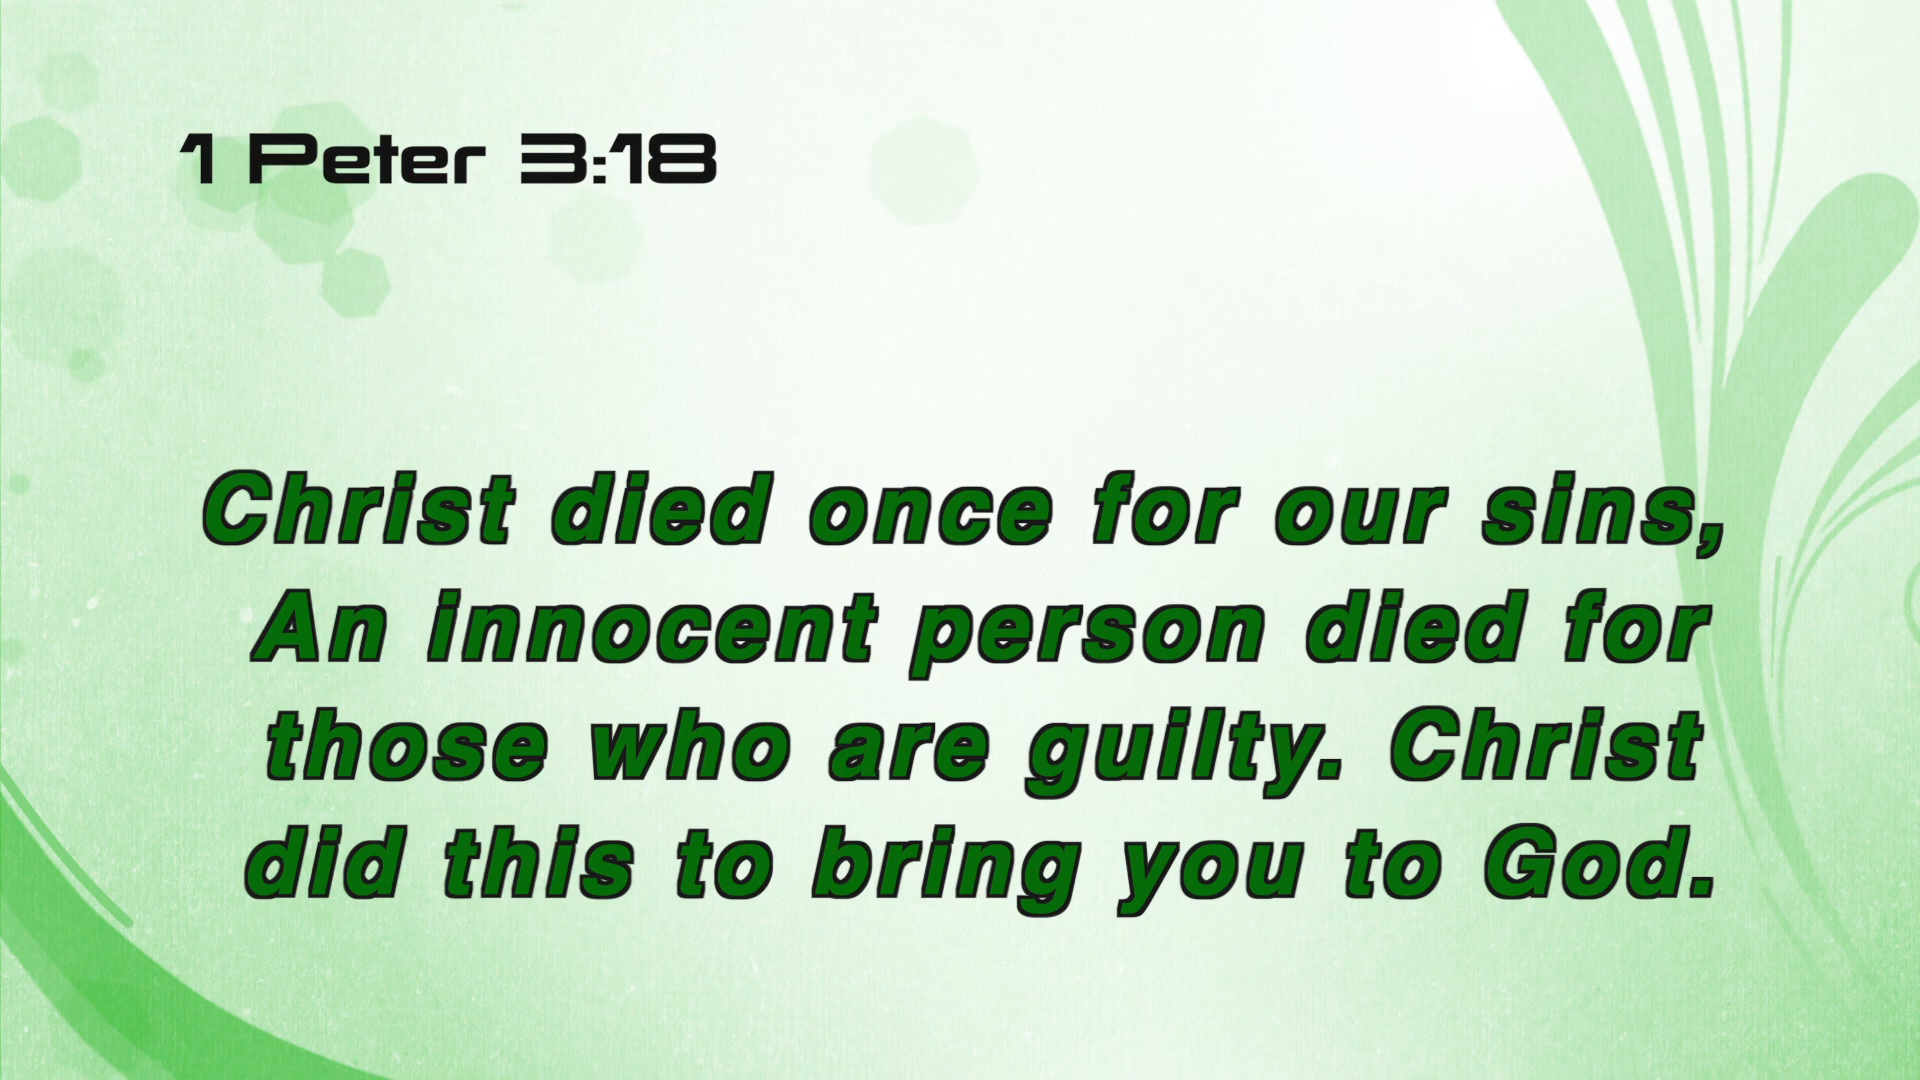 1 Peter 3:18
Christ died once for our sins,
An innocent person died for
those who are guilty. Christ
did this to bring you to God.